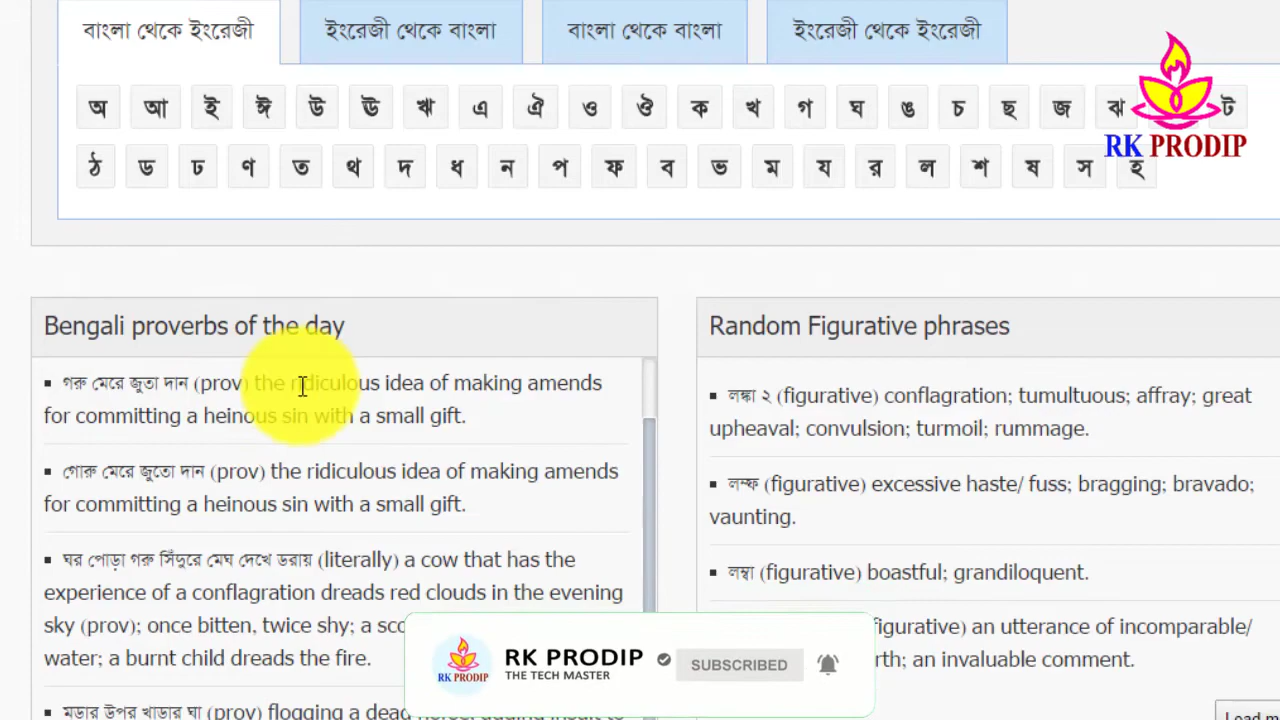 বাংলা থেকে ইংরেজী ইংরেজী থেকে বাংলা বাংলা থেকে বাংলা ইংরেজী থেকে ইংরেজী
অ আ ই ঈ উ ঊ ঋ এ ঐ ও ঔ ক খ গ ঘ ঙ চ ছ জ ঝ ট
ঠ ড ঢ ণ ত থ দ ধ ন প ফ ব ভ ম য র ল শ ষ স হ
RK PRODIP
Bengali proverbs of the day
গরু মেরে জুতা দান (prov) the ridiculous idea of making amends
for committing a heinous sin with a small gift.
গোরু মেরে জুতো দান (prov) the ridiculous idea of making amends
for committing a heinous sin with a small gift.
ঘর পোড়া গরু সিঁদুরে মেঘ দেখে ডরায় (literally) a cow that has the
experience of a conflagration dreads red clouds in the evening
sky (prov); once bitten, twice shy; a
water; a burnt child dreads the fire.
মড়ার উপর খাড়ার ঘা (prov) flogging a dead
Random Figurative phrases
লঙ্কা ২ (figurative) conflagration; tumultuous; affray; great
upheaval; convulsion; turmoil; rummage.
লম্ফ (figurative) excessive haste/ fuss; bragging; bravado;
vaunting.
লম্বা (figurative) boastful; grandiloquent.
figurative) an utterance of incomparable/
an invaluable comment.
RK PRODIP
RK PRODIP
THE TECH MASTER
SUBSCRIBED